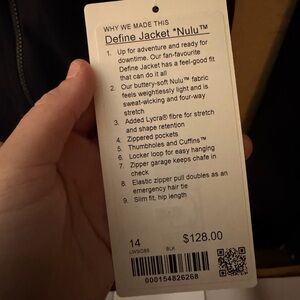 WHY WE MADE THIS
Define Jacket *Nulu™
1. Up for adventure and ready for
downtime. Our fan-favourite
Define Jacket has a feel-good fit
that can do it all
2. Our buttery-soft Nulu™ fabric
feels weightlessly light and is
sweat-wicking and four-way
stretch
3. Added Lycra® fibre for stretch
and shape retention
4. Zippered pockets
5. Thumbholes and Cuffins™
6. Locker loop for easy hanging
7. Zipper garage keeps chafe in
check
8. Elastic zipper pull doubles as an
emergency hair tie
9. Slim fit, hip length
14 $128.00
BLK
000154826268